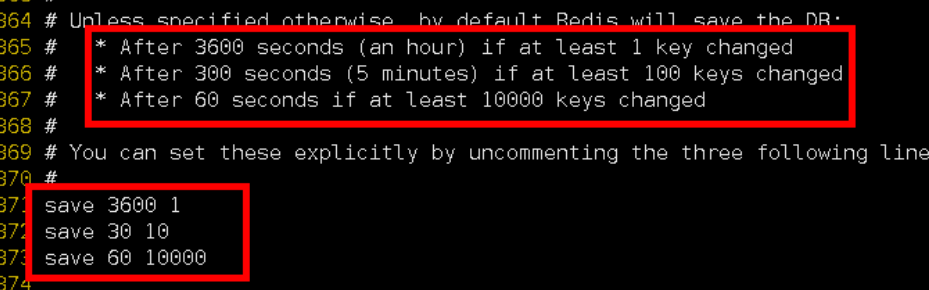 364 # Unless specified otherwise, by default Redis will save the DB:
365 #   * After 3600 seconds (an hour) if at least 1 key changed
366 #   * After 300 seconds (5 minutes) if at least 100 keys changed
367 #   * After 60 seconds if at least 10000 keys changed
368 #
369 # You can set these explicitly by uncommenting the three following line
370 #
371 save 3600 1
372 save 30 10
373 save 60 10000
374